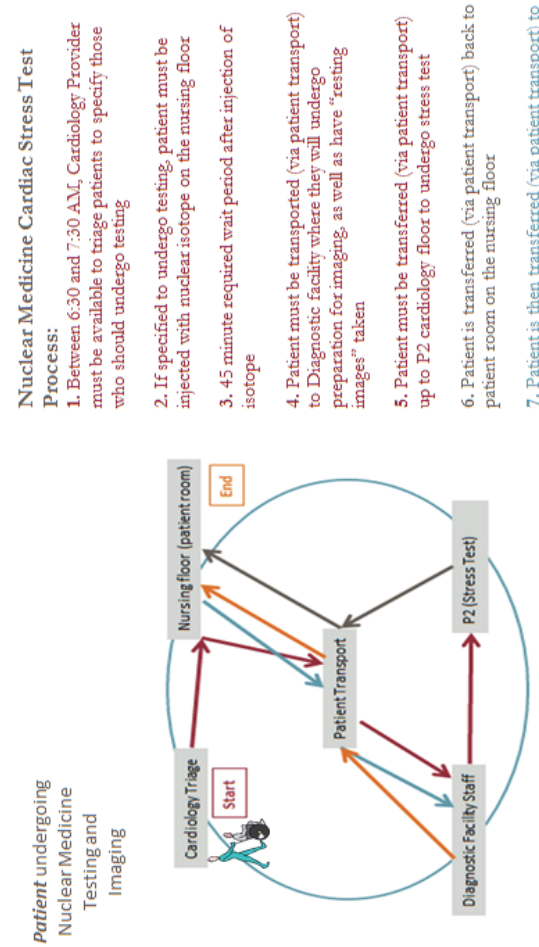 Patient undergoing
Nuclear Medicine
Testing and
Imaging
Cardiology Triage
Start
Nursing floor (patient room)
End
Patient Transport
Diagnostic Facility Staff
P2 (Stress Test)
Nuclear Medicine Cardiac Stress Test
Process:
1. Between 6:30 and 7:30 AM, Cardiology Provider
must be available to triage patients to specify those
who should undergo testing
2. If specified to undergo testing, patient must be
injected with nuclear isotope on the nursing floor
3. 45 minute required wait period after injection of
isotope
4. Patient must be transported (via patient transport)
to Diagnostic facility where they will undergo
preparation for imaging, as well as have “resting
images” taken
5. Patient must be transferred (via patient transport)
up to P2 cardiology floor to undergo stress test
6. Patient is transferred (via patient transport) back to
patient room on the nursing floor
7. Patient is then transferred (via patient transport) to